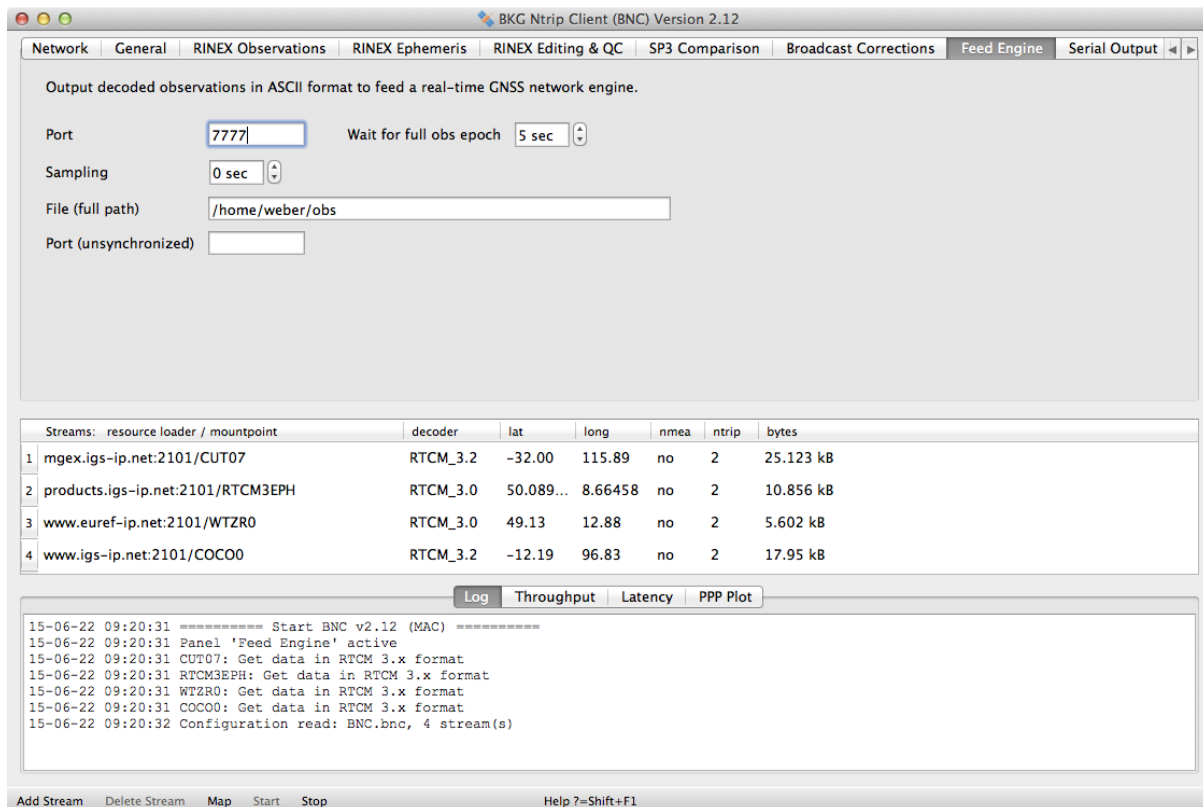 BKG Ntrip Client (BNC) Version 2.12
Network General RINEX Observations RINEX Ephemeris RINEX Editing & QC SP3 Comparison Broadcast Corrections Feed Engine Serial Output
Output decoded observations in ASCII format to feed a real-time GNSS network engine.
Port 7777 Wait for full obs epoch 5 sec
Sampling 0 sec
File (full path) /home/weber/obs
Port (unsynchronized)
Streams: resource loader / mountpoint decoder lat long nmea ntrip bytes
1 mgex.igs-ip.net:2101/CUT07 RTCM_3.2 -32.00 115.89 no 2 25.123 kB
2 products.igs-ip.net:2101/RTCM3EPH RTCM_3.0 50.089... 8.66458 no 2 10.856 kB
3 www.euref-ip.net:2101/WTZR0 RTCM_3.0 49.13 12.88 no 2 5.602 kB
4 www.igs-ip.net:2101/COCO0 RTCM_3.2 -12.19 96.83 no 2 17.95 kB
Log Throughput Latency PPP Plot
15-06-22 09:20:31 ========== Start BNC v2.12 (MAC) ==========
15-06-22 09:20:31 Panel 'Feed Engine' active
15-06-22 09:20:31 CUT07: Get data in RTCM 3.x format
15-06-22 09:20:31 RTCM3EPH: Get data in RTCM 3.x format
15-06-22 09:20:31 WTZR0: Get data in RTCM 3.x format
15-06-22 09:20:31 COCO0: Get data in RTCM 3.x format
15-06-22 09:20:32 Configuration read: BNC.bnc, 4 stream(s)
Add Stream Delete Stream Map Start Stop Help ?=Shift+F1